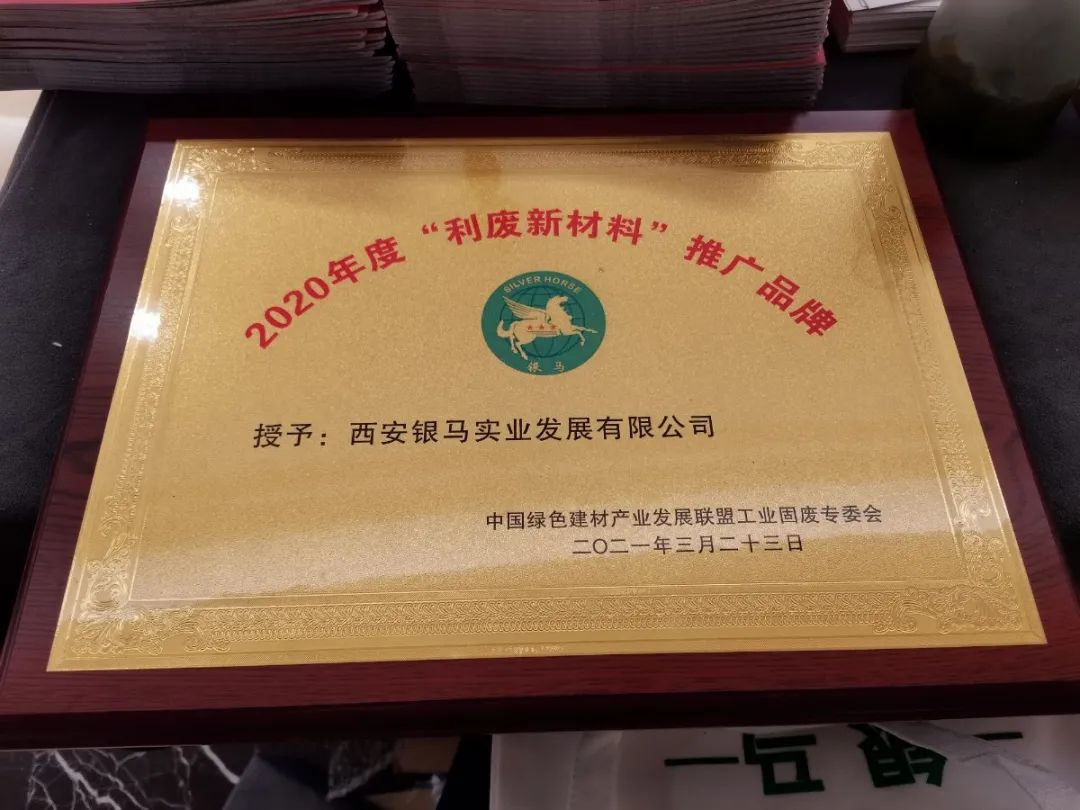 2020年度“利废新材料”推广品牌
SILVER HORSE
银马
授予：西安银马实业发展有限公司
中国绿色建材产业发展联盟工业固废专委会
二〇二一年三月二十三日
银马